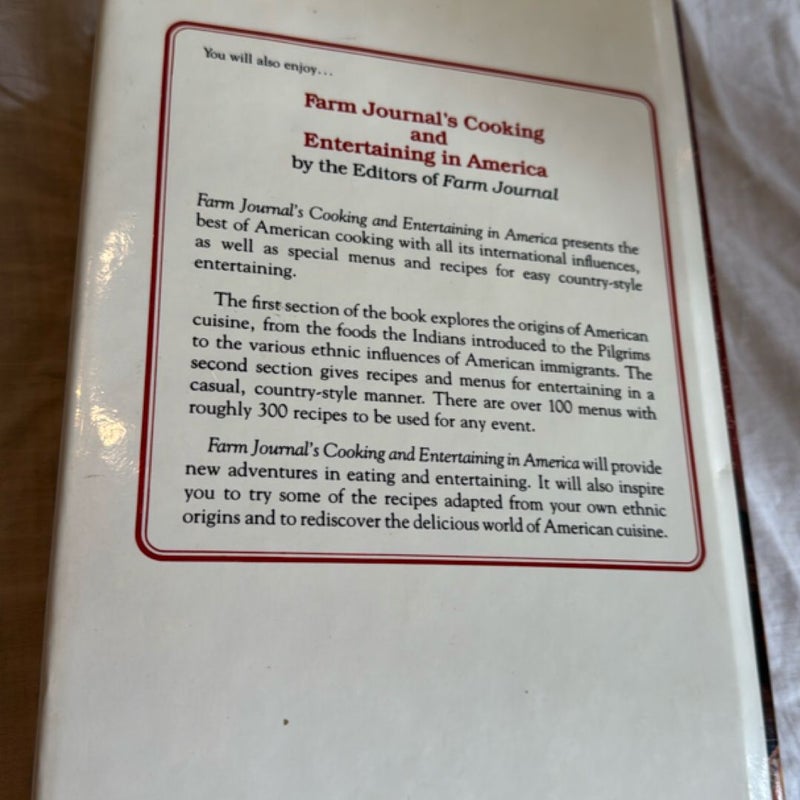 You will also enjoy...
Farm Journal's Cooking
and
Entertaining in America
by the Editors of Farm Journal
Farm Journal's Cooking and Entertaining in America presents the
best of American cooking with all its international influences,
as well as special menus and recipes for easy country-style
entertaining.
The first section of the book explores the origins of American
cuisine, from the foods the Indians introduced to the Pilgrims
to the various ethnic influences of American immigrants. The
second section gives recipes and menus for entertaining in a
casual, country-style manner. There are over 100 menus with
roughly 300 recipes to be used for any event.
Farm Journal's Cooking and Entertaining in America will provide
new adventures in eating and entertaining. It will also inspire
you to try some of the recipes adapted from your own ethnic
origins and to rediscover the delicious world of American cuisine.